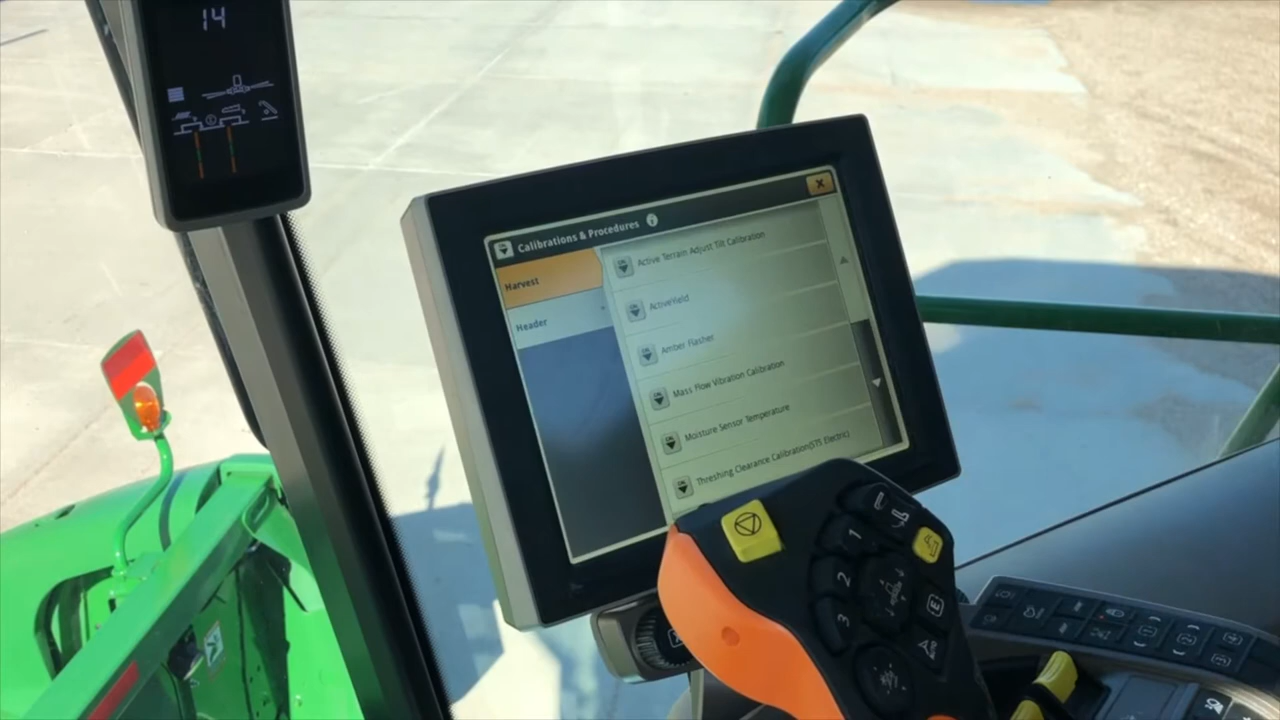 14
Calibrations & Procedures i
X
Harvest
Header
Active Terrain Adjust Tilt Calibration
ActiveYield
Amber Flasher
Mass Flow Vibration Calibration
Moisture Sensor Temperature
Threshing Clearance Calibration(STS Electric)
1
2
3
E